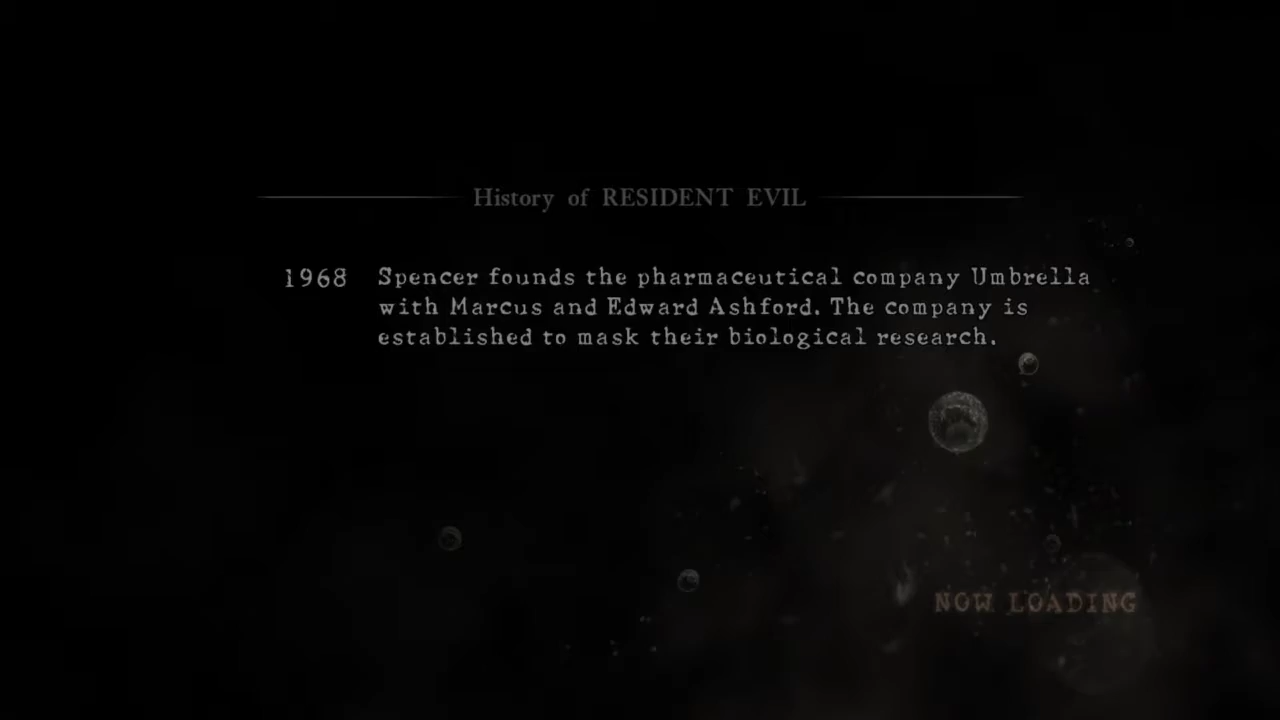 History of RESIDENT EVIL
1968 Spencer founds the pharmaceutical company Umbrella
with Marcus and Edward Ashford. The company is
established to mask their biological research.
NOW LOADING